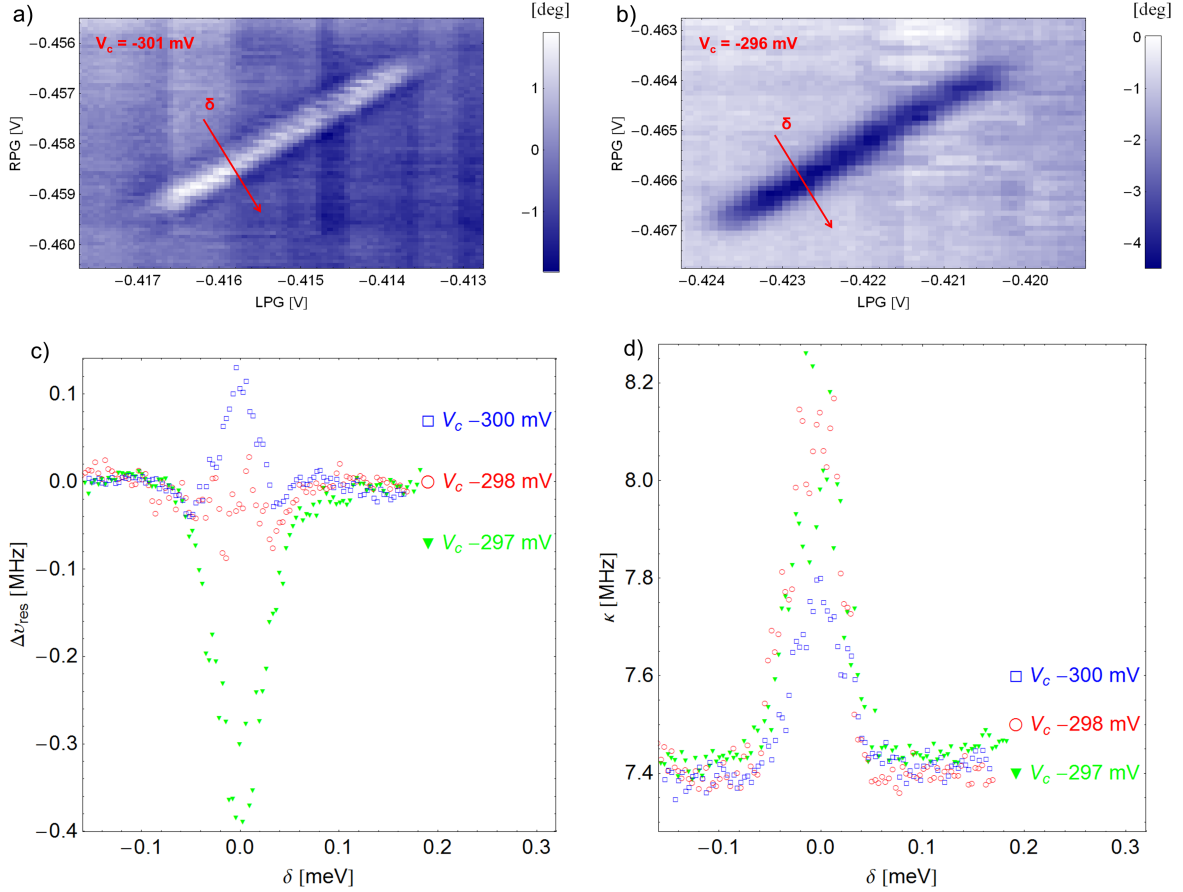 a)
[deg]
V_c = -301 mV
δ
RPG [V]
−0.456
−0.457
−0.458
−0.459
−0.460
−0.417
−0.416
−0.415
−0.414
−0.413
LPG [V]
1
0
−1
b)
[deg]
V_c = -296 mV
δ
RPG [V]
−0.463
−0.464
−0.465
−0.466
−0.467
−0.424
−0.423
−0.422
−0.421
−0.420
LPG [V]
0
−1
−2
−3
−4
c)
Δν_res [MHz]
0.1
0.0
−0.1
−0.2
−0.3
−0.4
V_c −300 mV
V_c −298 mV
V_c −297 mV
−0.1
0.0
0.1
0.2
0.3
δ [meV]
d)
κ [MHz]
8.2
8.0
7.8
7.6
7.4
V_c −300 mV
V_c −298 mV
V_c −297 mV
−0.1
0.0
0.1
0.2
0.3
δ [meV]